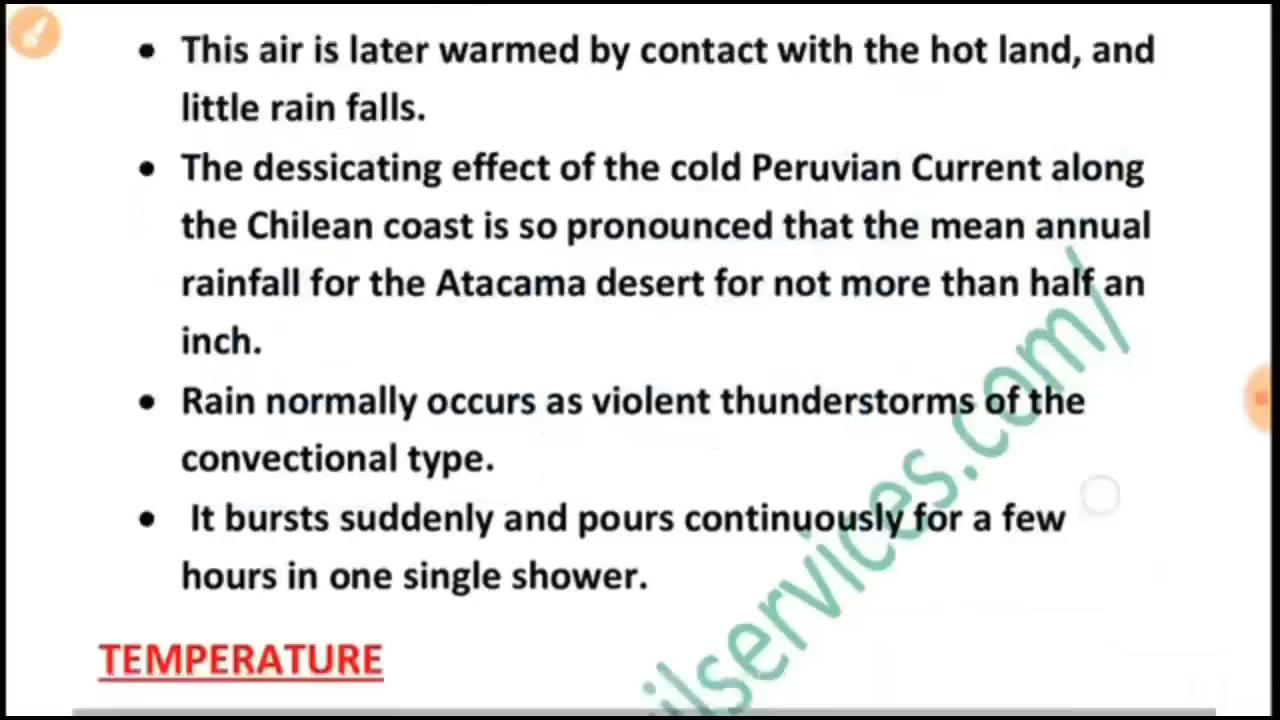 • This air is later warmed by contact with the hot land, and
little rain falls.
• The dessicating effect of the cold Peruvian Current along
the Chilean coast is so pronounced that the mean annual
rainfall for the Atacama desert for not more than half an
inch.
• Rain normally occurs as violent thunderstorms of the
convectional type.
• It bursts suddenly and pours continuously for a few
hours in one single shower.
ilservices.com/
TEMPERATURE